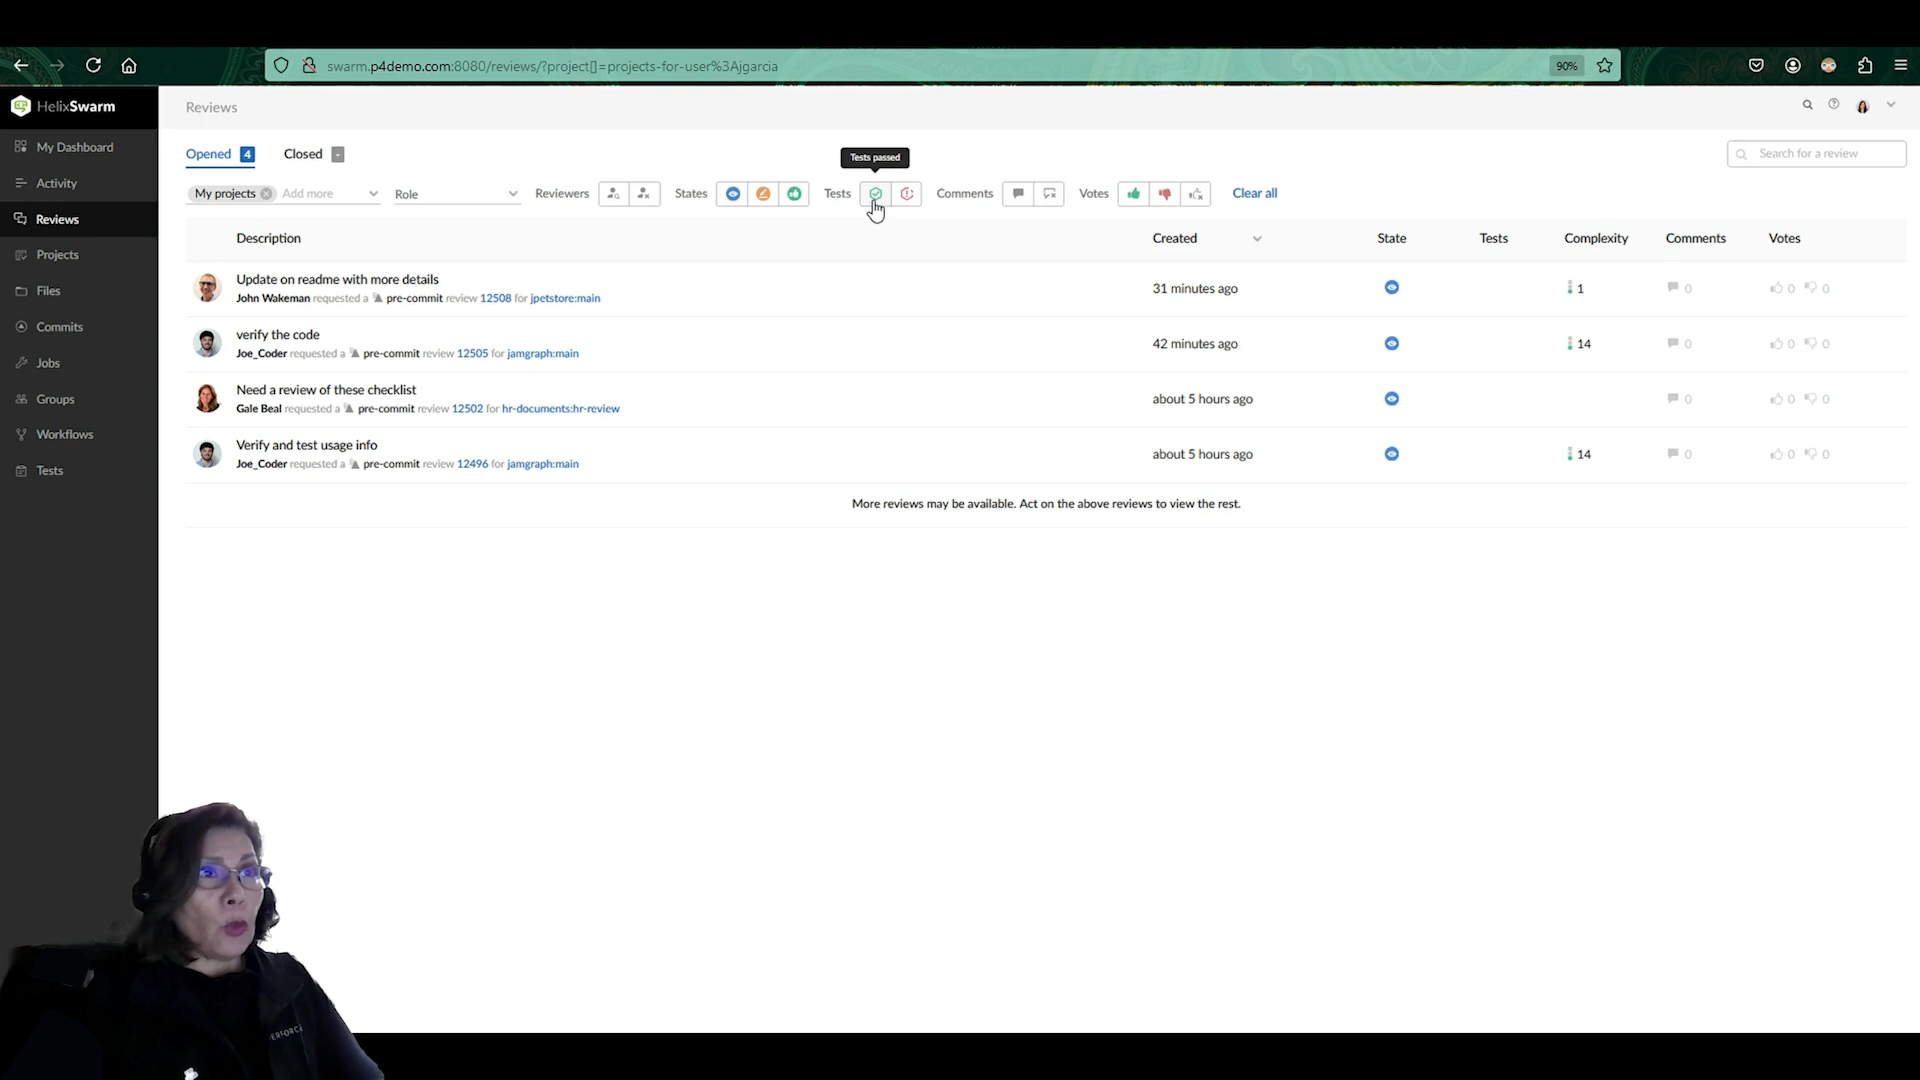 swarm.p4demo.com:8080/reviews/?project[]=projects-for-user%3Ajgarcia
90%
HelixSwarm
Reviews
My Dashboard
Activity
Reviews
Projects
Files
Commits
Jobs
Groups
Workflows
Tests
Opened 4 Closed -
Search for a review
Tests passed
My projects Add more Role Reviewers States Tests Comments Votes Clear all
Description Created State Tests Complexity Comments Votes
Update on readme with more details
John Wakeman requested a pre-commit review 12508 for jpetstore:main
31 minutes ago 1 0 0 0
verify the code
Joe_Coder requested a pre-commit review 12505 for jamgraph:main
42 minutes ago 14 0 0 0
Need a review of these checklist
Gale Beal requested a pre-commit review 12502 for hr-documents:hr-review
about 5 hours ago 0 0 0
Verify and test usage info
Joe_Coder requested a pre-commit review 12496 for jamgraph:main
about 5 hours ago 14 0 0 0
More reviews may be available. Act on the above reviews to view the rest.